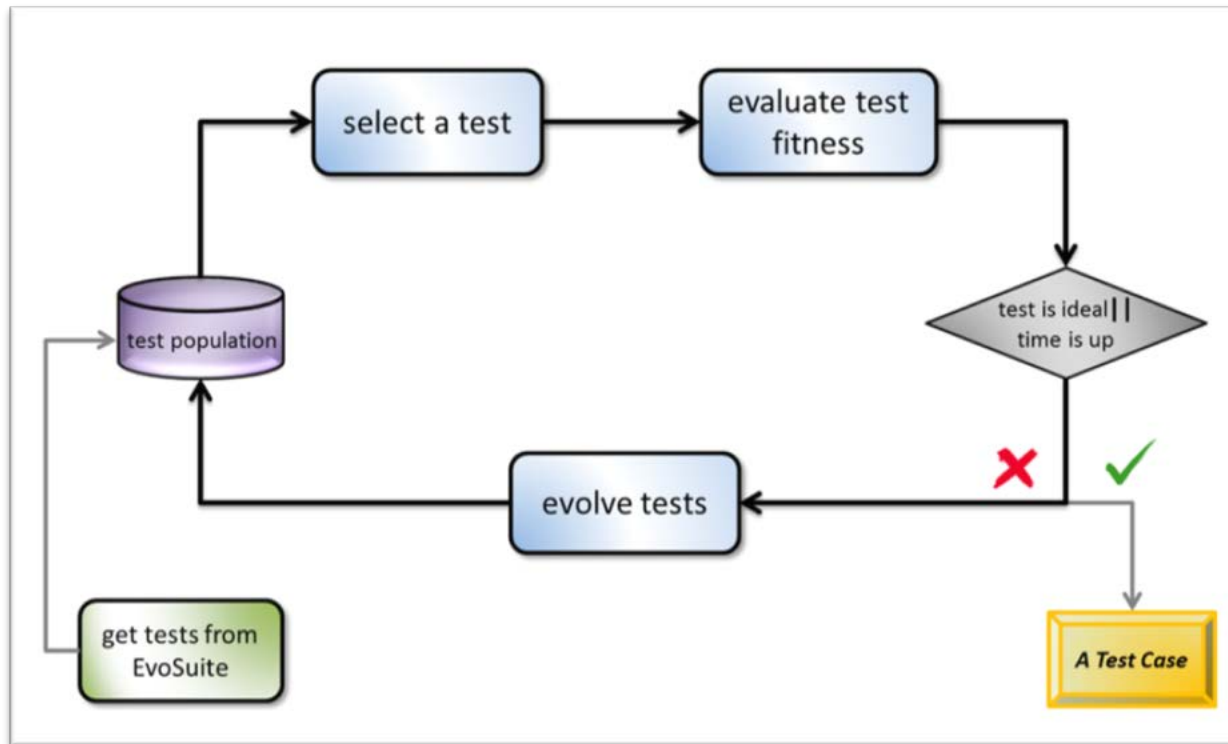 select a test
evaluate test
fitness
test population
test is ideal||
time is up
evolve tests
get tests from
EvoSuite
A Test Case